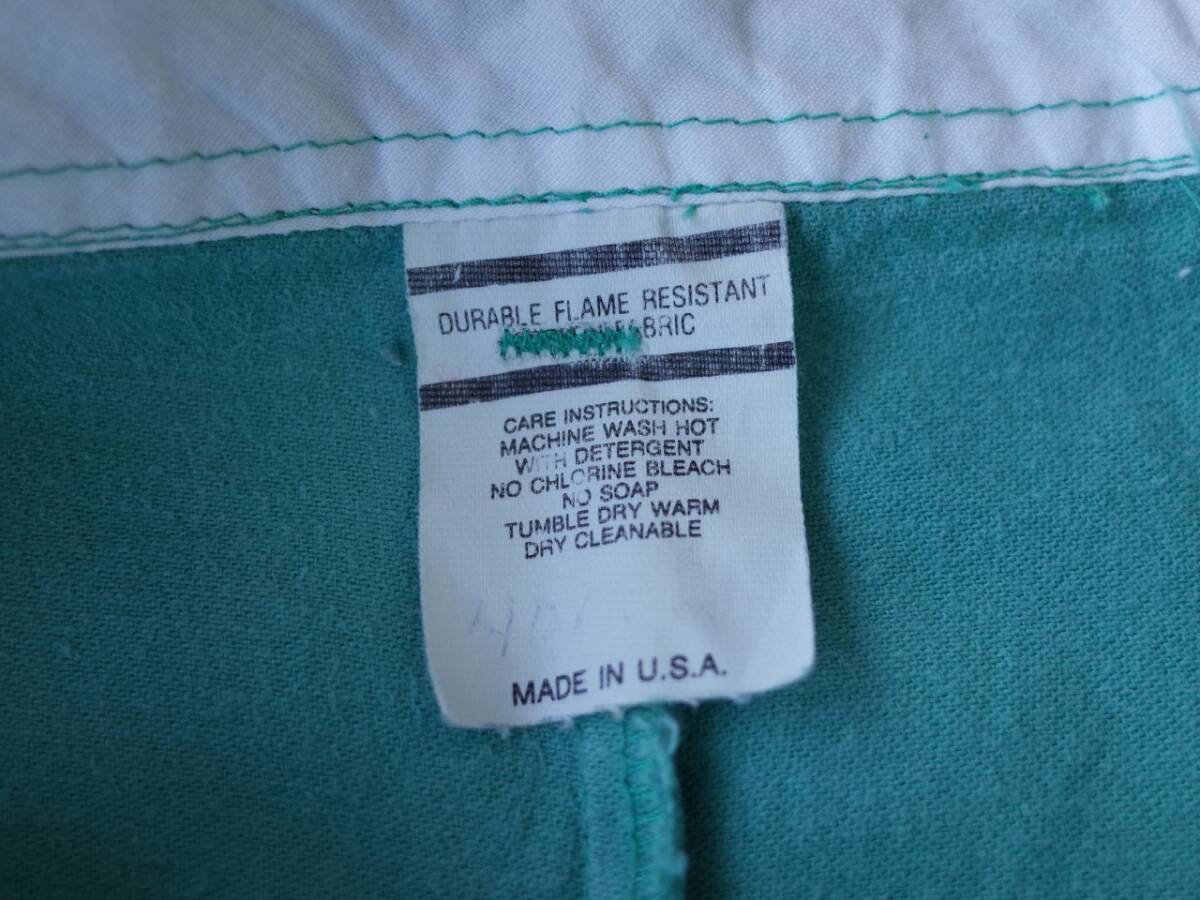 DURABLE FLAME RESISTANT
BRIC
CARE INSTRUCTIONS:
MACHINE WASH HOT
WITH DETERGENT
NO CHLORINE BLEACH
NO SOAP
TUMBLE DRY WARM
DRY CLEANABLE
MADE IN U.S.A.